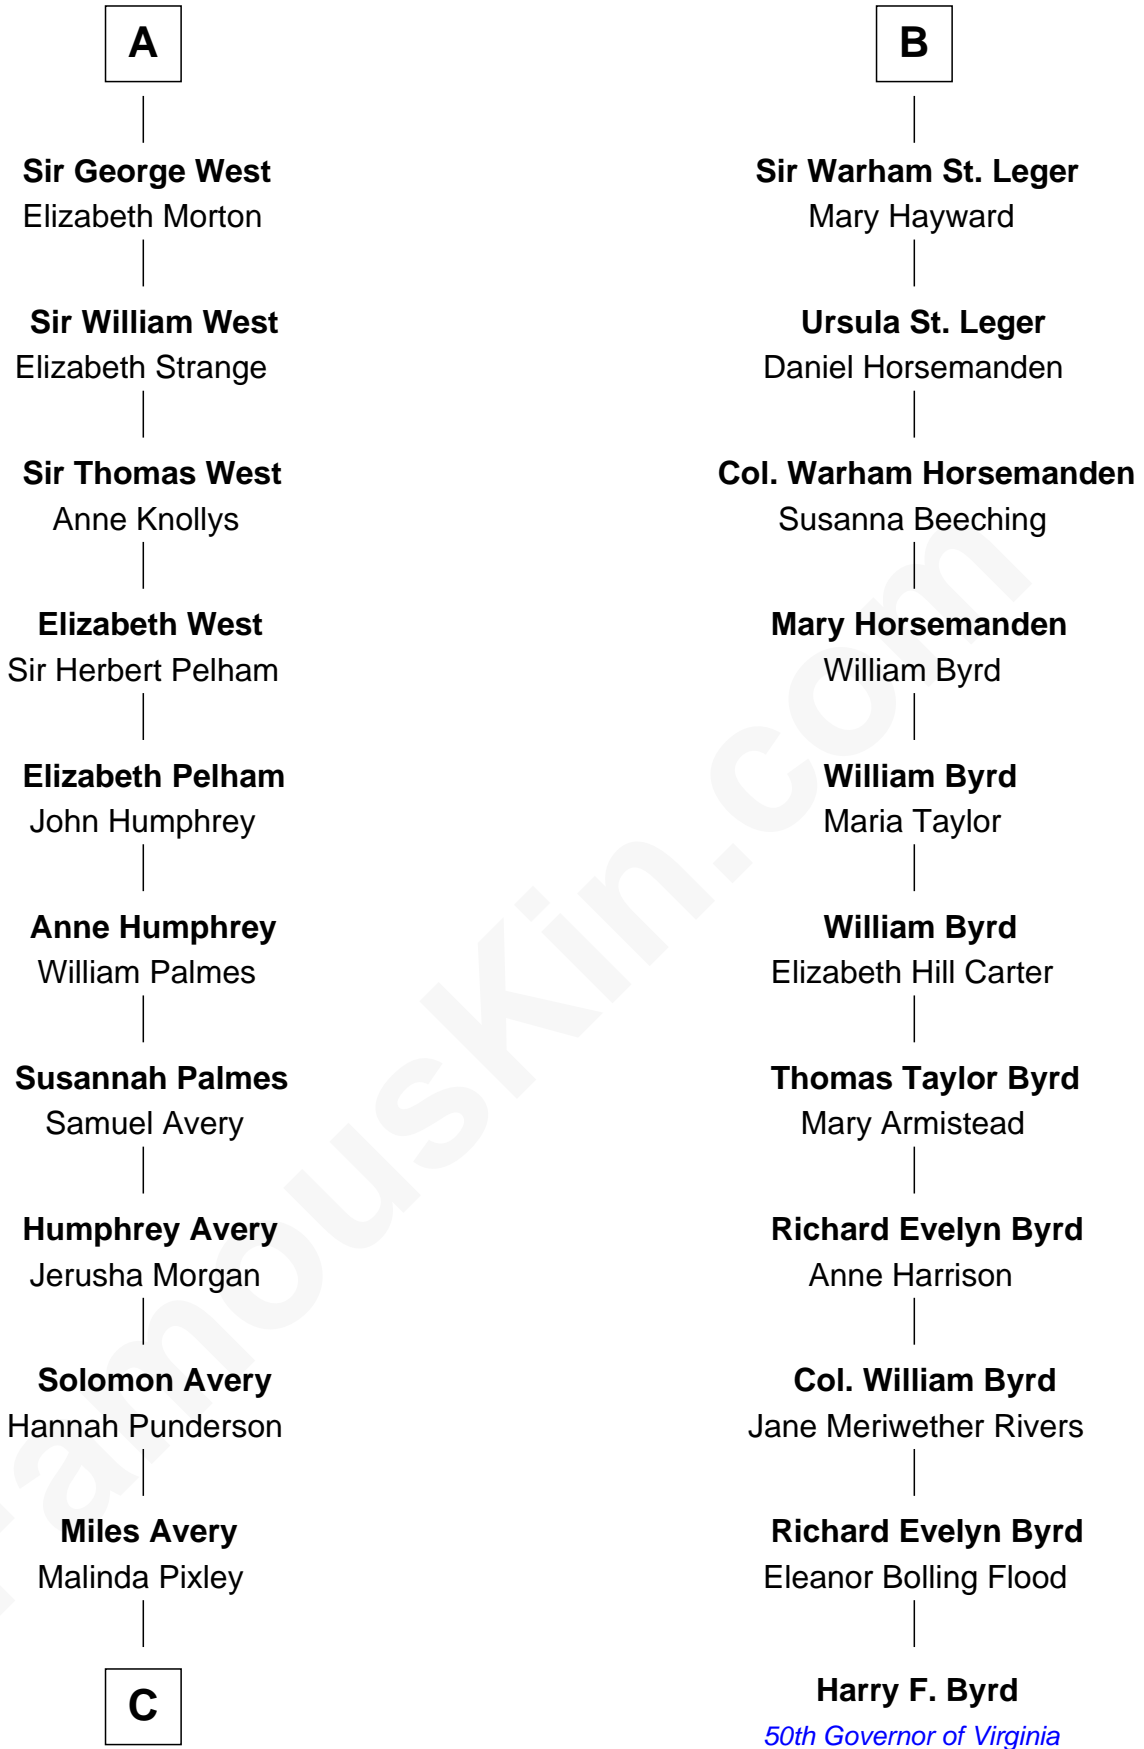 A
Sir George West
Elizabeth Morton
Sir William West
Elizabeth Strange
Sir Thomas West
Anne Knollys
Elizabeth West
Sir Herbert Pelham
Elizabeth Pelham
John Humphrey
Anne Humphrey
William Palmes
Susannah Palmes
Samuel Avery
Humphrey Avery
Jerusha Morgan
Solomon Avery
Hannah Punderson
Miles Avery
Malinda Pixley
C
B
Sir Warham St. Leger
Mary Hayward
Ursula St. Leger
Daniel Horsemanden
Col. Warham Horsemanden
Susanna Beeching
Mary Horsemanden
William Byrd
William Byrd
Maria Taylor
William Byrd
Elizabeth Hill Carter
Thomas Taylor Byrd
Mary Armistead
Richard Evelyn Byrd
Anne Harrison
Col. William Byrd
Jane Meriwether Rivers
Richard Evelyn Byrd
Eleanor Bolling Flood
Harry F. Byrd
50th Governor of Virginia
FamousKin.com